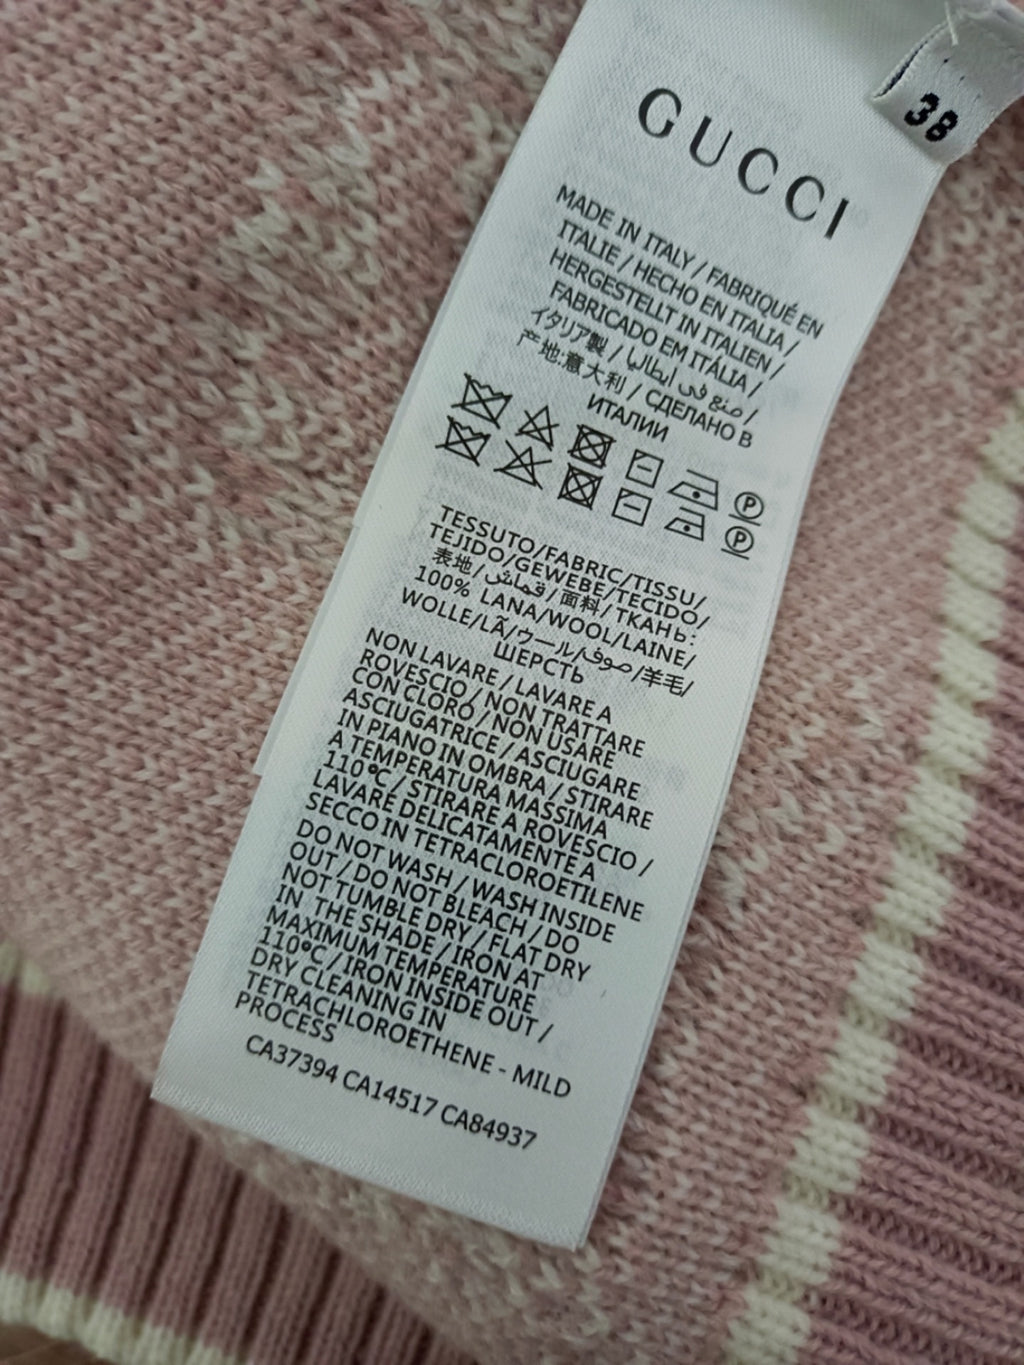 38
GUCCI
MADE IN ITALY / FABRIQUÉ EN
ITALIE / HECHO EN ITALIA /
HERGESTELLT IN ITALIEN /
FABRICADO EM ITÁLIA /
イタリア製 / صنع في ايطاليا /
产地:意大利 / СДЕЛАНО В
ИТАЛИИ
P
P
TESSUTO/FABRIC/TISSU/
TEJIDO/GEWEBE/TECIDO/
表地/قماش/面料/ТКАНЬ:
100% LANA/WOOL/LAINE/
WOLLE/LÃ/ウール/صوف/羊毛/
ШЕРСТЬ
NON LAVARE / LAVARE A
ROVESCIO / NON TRATTARE
CON CLORO / NON USARE
ASCIUGATRICE / ASCIUGARE
IN PIANO IN OMBRA / STIRARE
A TEMPERATURA MASSIMA
110°C / STIRARE A ROVESCIO /
LAVARE DELICATAMENTE A
SECCO IN TETRACLOROETILENE
DO NOT WASH / WASH INSIDE
OUT / DO NOT BLEACH / DO
NOT TUMBLE DRY / FLAT DRY
IN THE SHADE / IRON AT
MAXIMUM TEMPERATURE
110°C / IRON INSIDE OUT /
DRY CLEANING IN
TETRACHLOROETHENE - MILD
PROCESS
CA37394 CA14517 CA84937